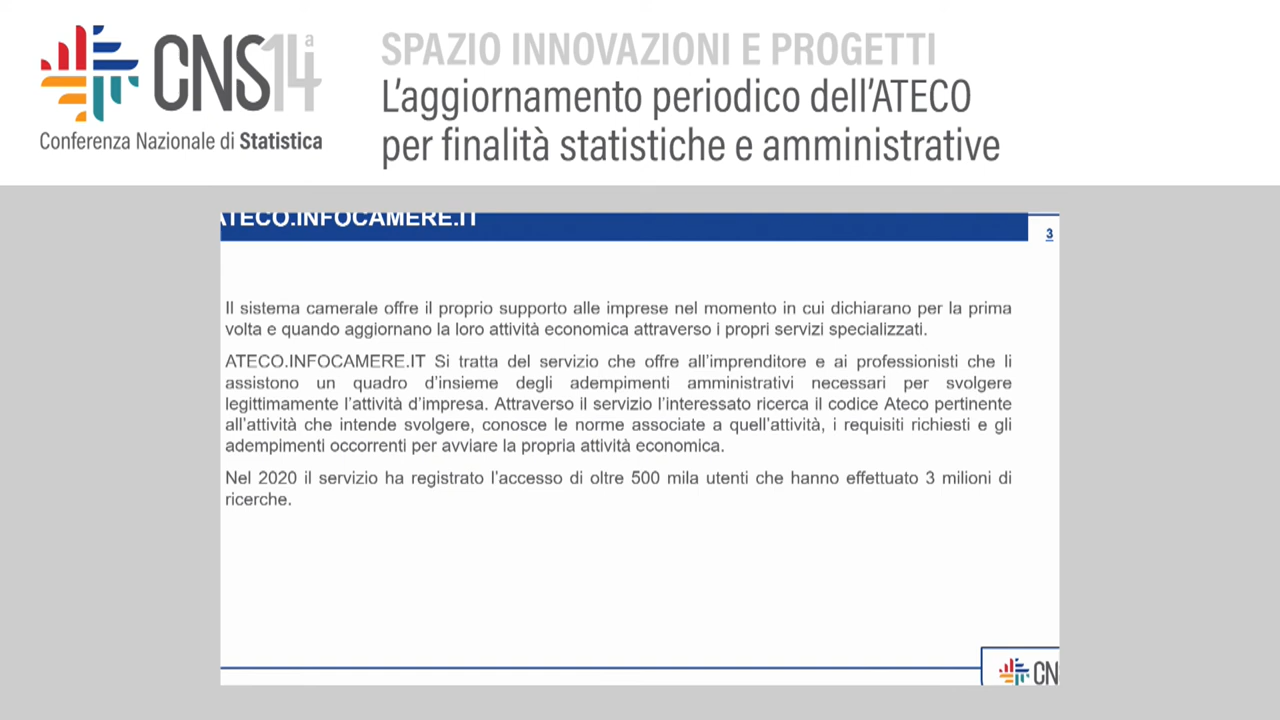 CNS14a
Conferenza Nazionale di Statistica
SPAZIO INNOVAZIONI E PROGETTI
L'aggiornamento periodico dell'ATECO
per finalità statistiche e amministrative
ATECO.INFOCAMERE.IT
3
Il sistema camerale offre il proprio supporto alle imprese nel momento in cui dichiarano per la prima
volta e quando aggiornano la loro attività economica attraverso i propri servizi specializzati.
ATECO.INFOCAMERE.IT Si tratta del servizio che offre all'imprenditore e ai professionisti che li
assistono un quadro d'insieme degli adempimenti amministrativi necessari per svolgere
legittimamente l'attività d'impresa. Attraverso il servizio l'interessato ricerca il codice Ateco pertinente
all'attività che intende svolgere, conosce le norme associate a quell'attività, i requisiti richiesti e gli
adempimenti occorrenti per avviare la propria attività economica.
Nel 2020 il servizio ha registrato l'accesso di oltre 500 mila utenti che hanno effettuato 3 milioni di
ricerche.
CN